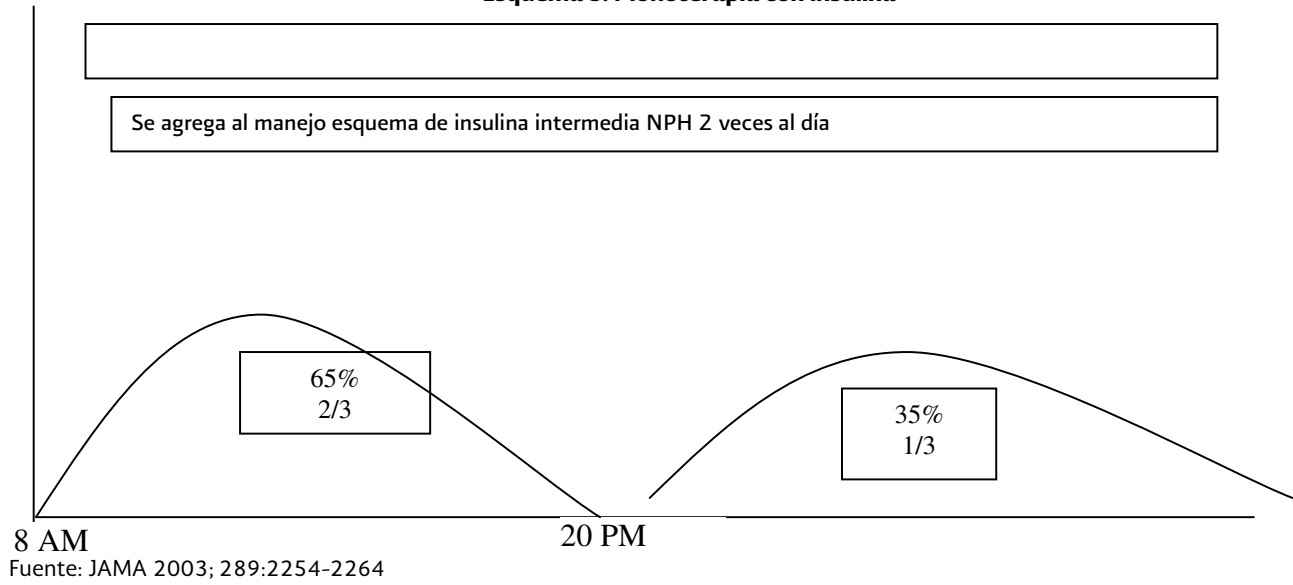 Se agrega al manejo esquema de insulina intermedia NPH 2 veces al día
65%
2/3
35%
1/3
8 AM
20 PM
Fuente: JAMA 2003; 289:2254-2264